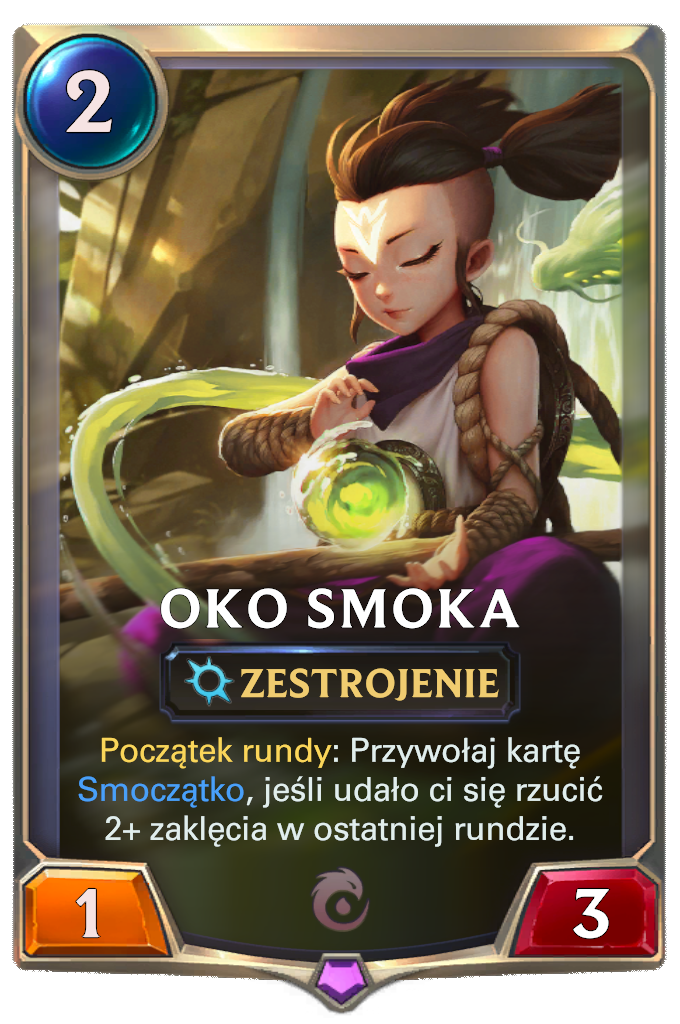 2
OKO SMOKA
ZESTROJENIE
Początek rundy: Przywołaj kartę
Smoczątko, jeśli udało ci się rzucić
2+ zaklęcia w ostatniej rundzie.
1
3